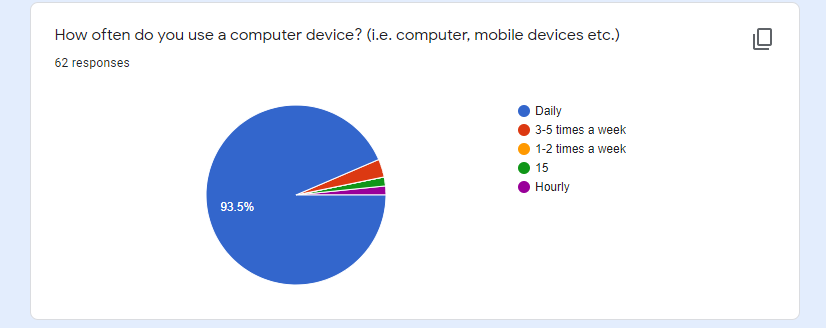 How often do you use a computer device? (i.e. computer, mobile devices etc.)
62 responses
93.5%
Daily
3-5 times a week
1-2 times a week
15
Hourly